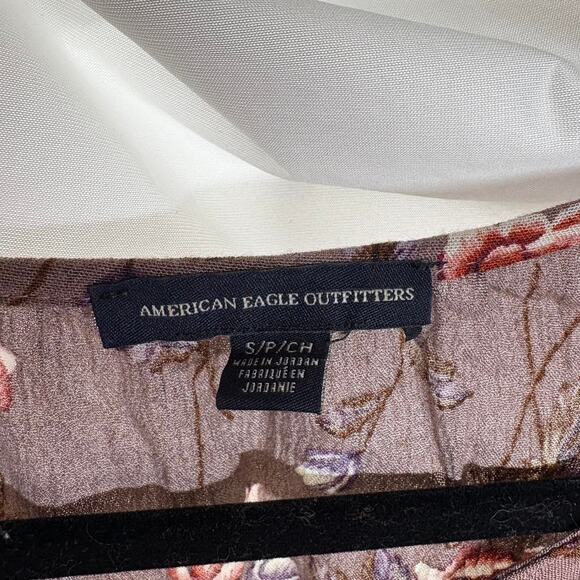 AMERICAN EAGLE OUTFITTERS
S/P/CH
MADE IN JORDAN
FABRIQUÉ EN
JORDANIE